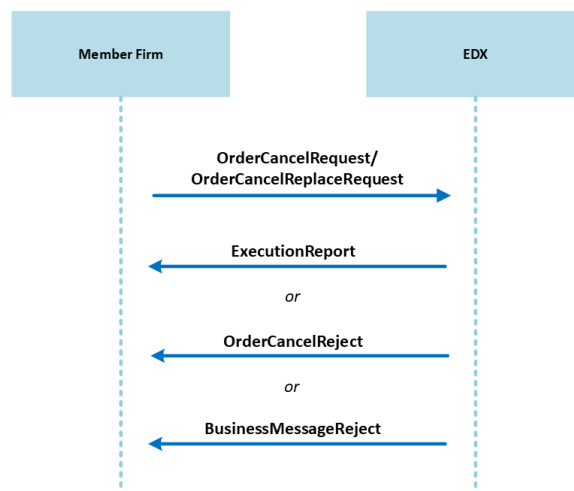 Member Firm
EDX
OrderCancelRequest/
OrderCancelReplaceRequest
ExecutionReport
or
OrderCancelReject
or
BusinessMessageReject